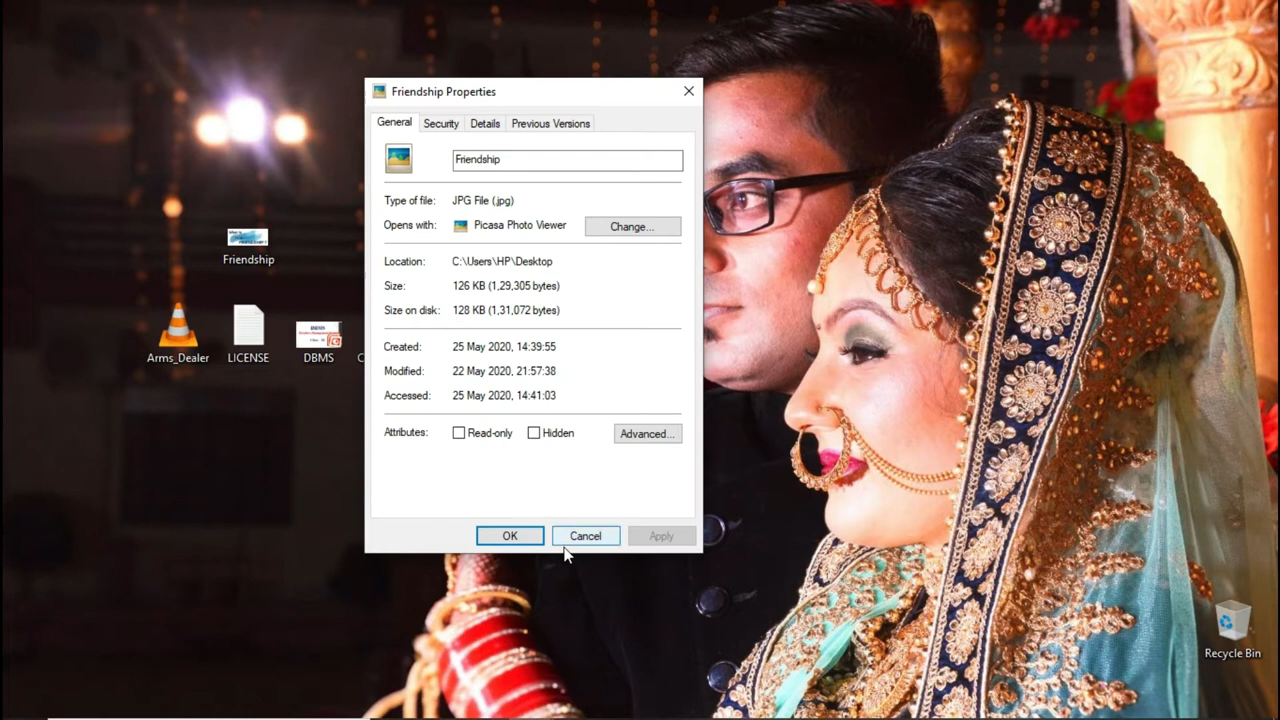 Friendship Properties
General Security Details Previous Versions
Friendship
Type of file: JPG File (.jpg)
Opens with: Picasa Photo Viewer Change...
Location: C:\Users\HP\Desktop
Size: 126 KB (1,29,305 bytes)
Size on disk: 128 KB (1,31,072 bytes)
Created: 25 May 2020, 14:39:55
Modified: 22 May 2020, 21:57:38
Accessed: 25 May 2020, 14:41:03
Attributes: Read-only Hidden Advanced...
OK Cancel Apply
Friendship
Arms_Dealer LICENSE DBMS
Recycle Bin